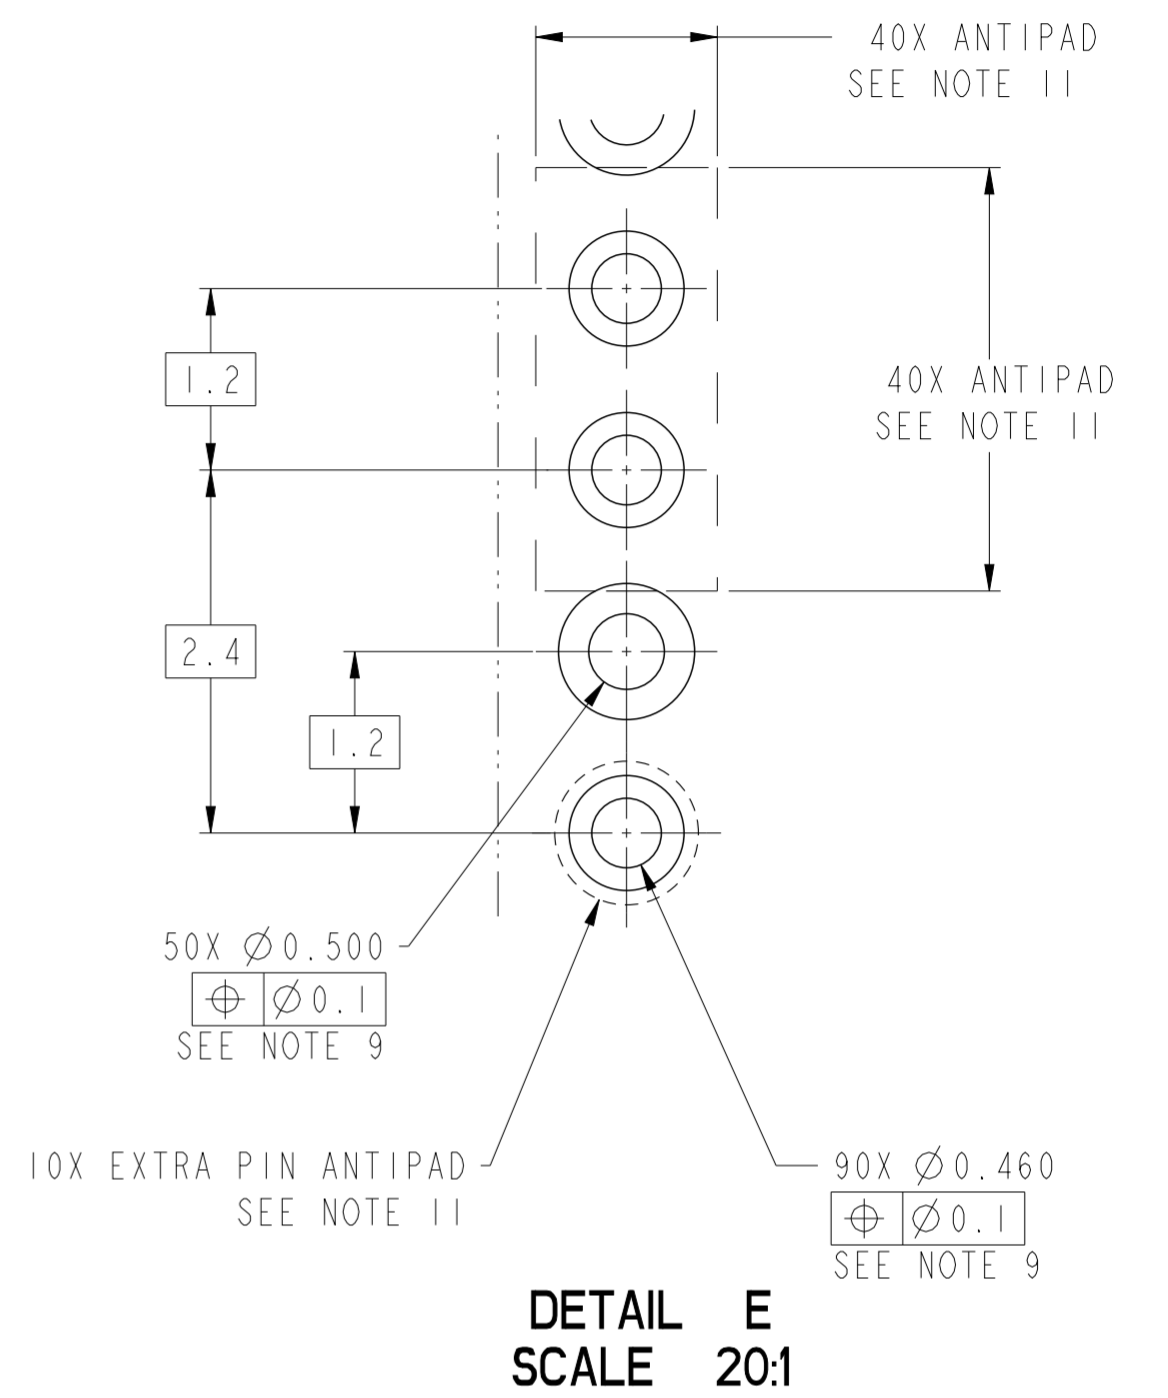 40X ANTIPAD
SEE NOTE 11
40X ANTIPAD
SEE NOTE 11
1.2
2.4
1.2
50X Ø0.500
⌖ Ø0.1
SEE NOTE 9
10X EXTRA PIN ANTIPAD
SEE NOTE 11
90X Ø0.460
⌖ Ø0.1
SEE NOTE 9
DETAIL E
SCALE 20:1